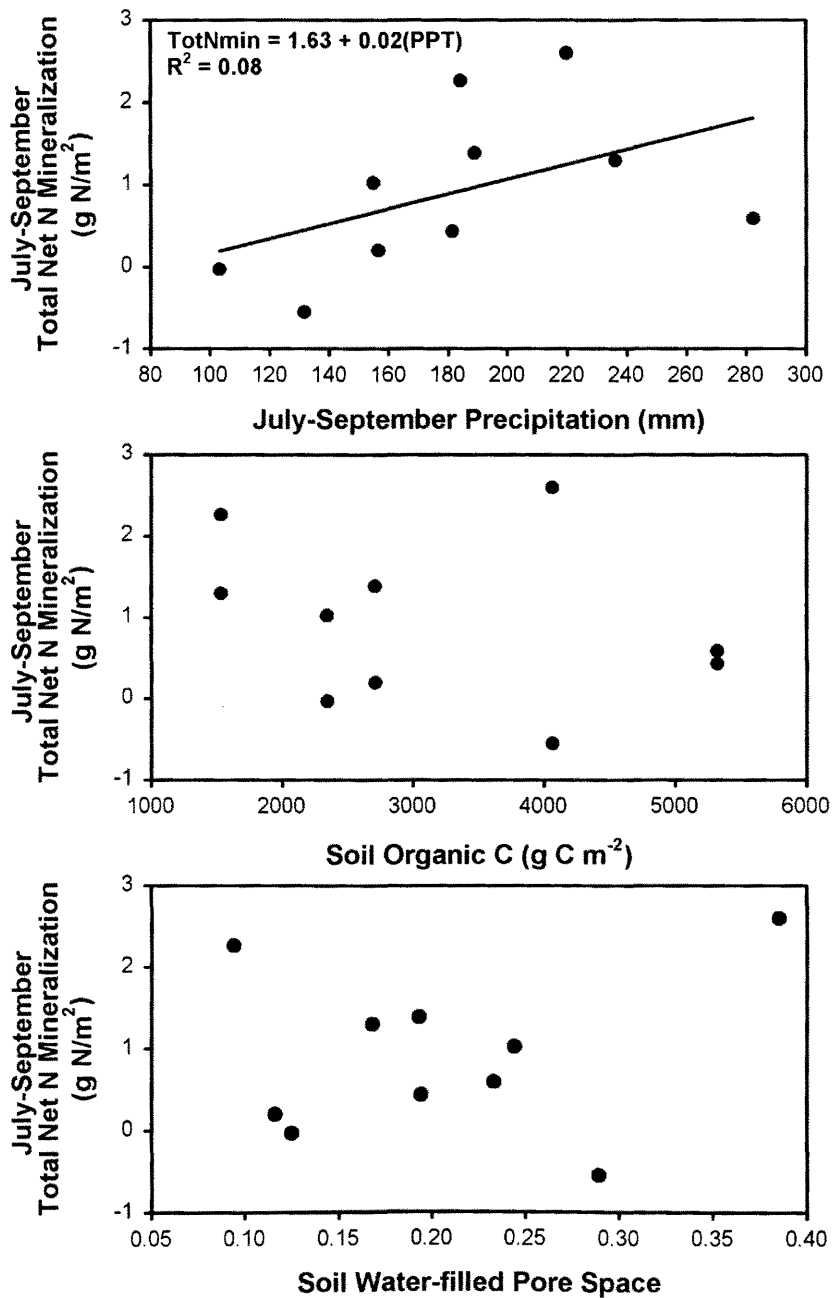 TotNmin = 1.63 + 0.02(PPT)
R² = 0.08
July-September
Total Net N Mineralization
(g N/m²)
3
2
1
0
-1
80 100 120 140 160 180 200 220 240 260 280 300
July-September Precipitation (mm)
July-September
Total Net N Mineralization
(g N/m²)
3
2
1
0
-1
1000 2000 3000 4000 5000 6000
Soil Organic C (g C m⁻²)
July-September
Total Net N Mineralization
(g N/m²)
3
2
1
0
-1
0.05 0.10 0.15 0.20 0.25 0.30 0.35 0.40
Soil Water-filled Pore Space